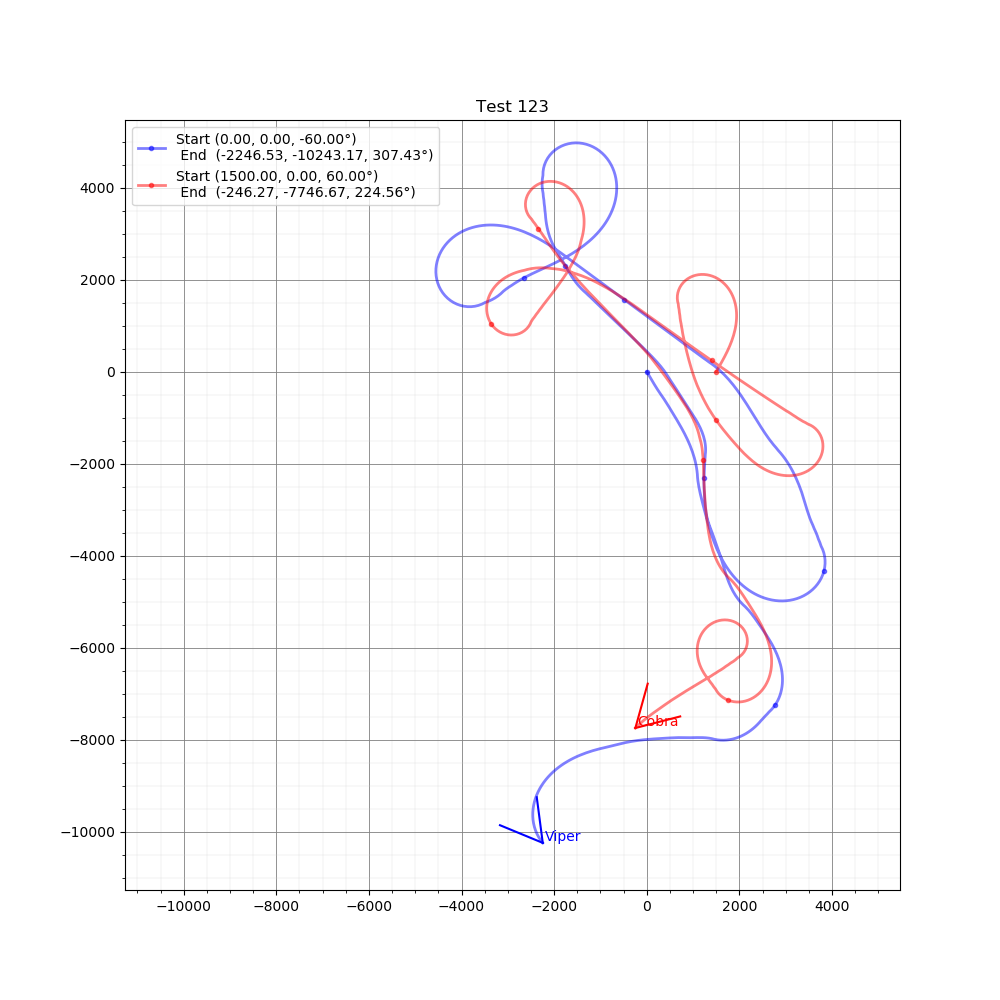 Test 123
Start (0.00, 0.00, -60.00°)
End (-2246.53, -10243.17, 307.43°)
Start (1500.00, 0.00, 60.00°)
End (-246.27, -7746.67, 224.56°)
4000
2000
0
−2000
−4000
−6000
−8000
−10000
Cobra
Viper
−10000 −8000 −6000 −4000 −2000 0 2000 4000